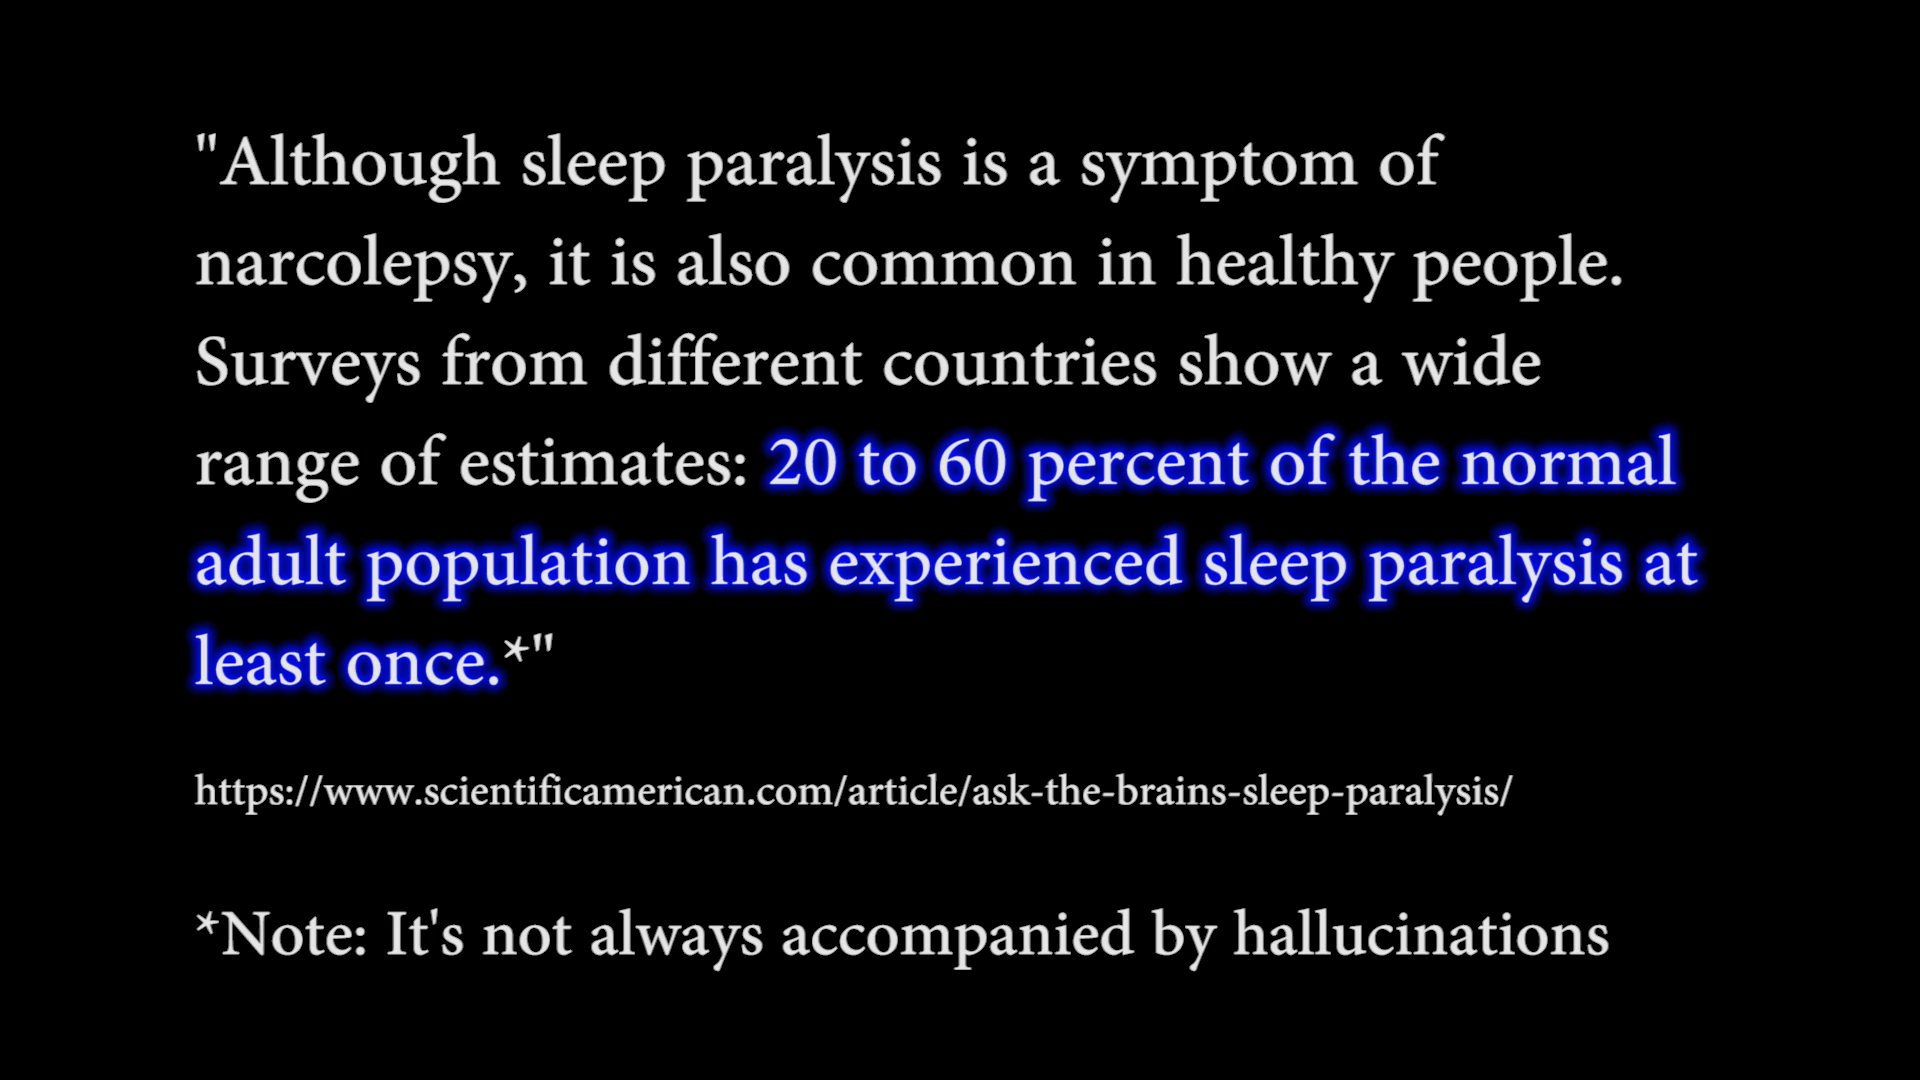 "Although sleep paralysis is a symptom of
narcolepsy, it is also common in healthy people.
Surveys from different countries show a wide
range of estimates: 20 to 60 percent of the normal
adult population has experienced sleep paralysis at
least once.*"
https://www.scientificamerican.com/article/ask-the-brains-sleep-paralysis/
*Note: It's not always accompanied by hallucinations